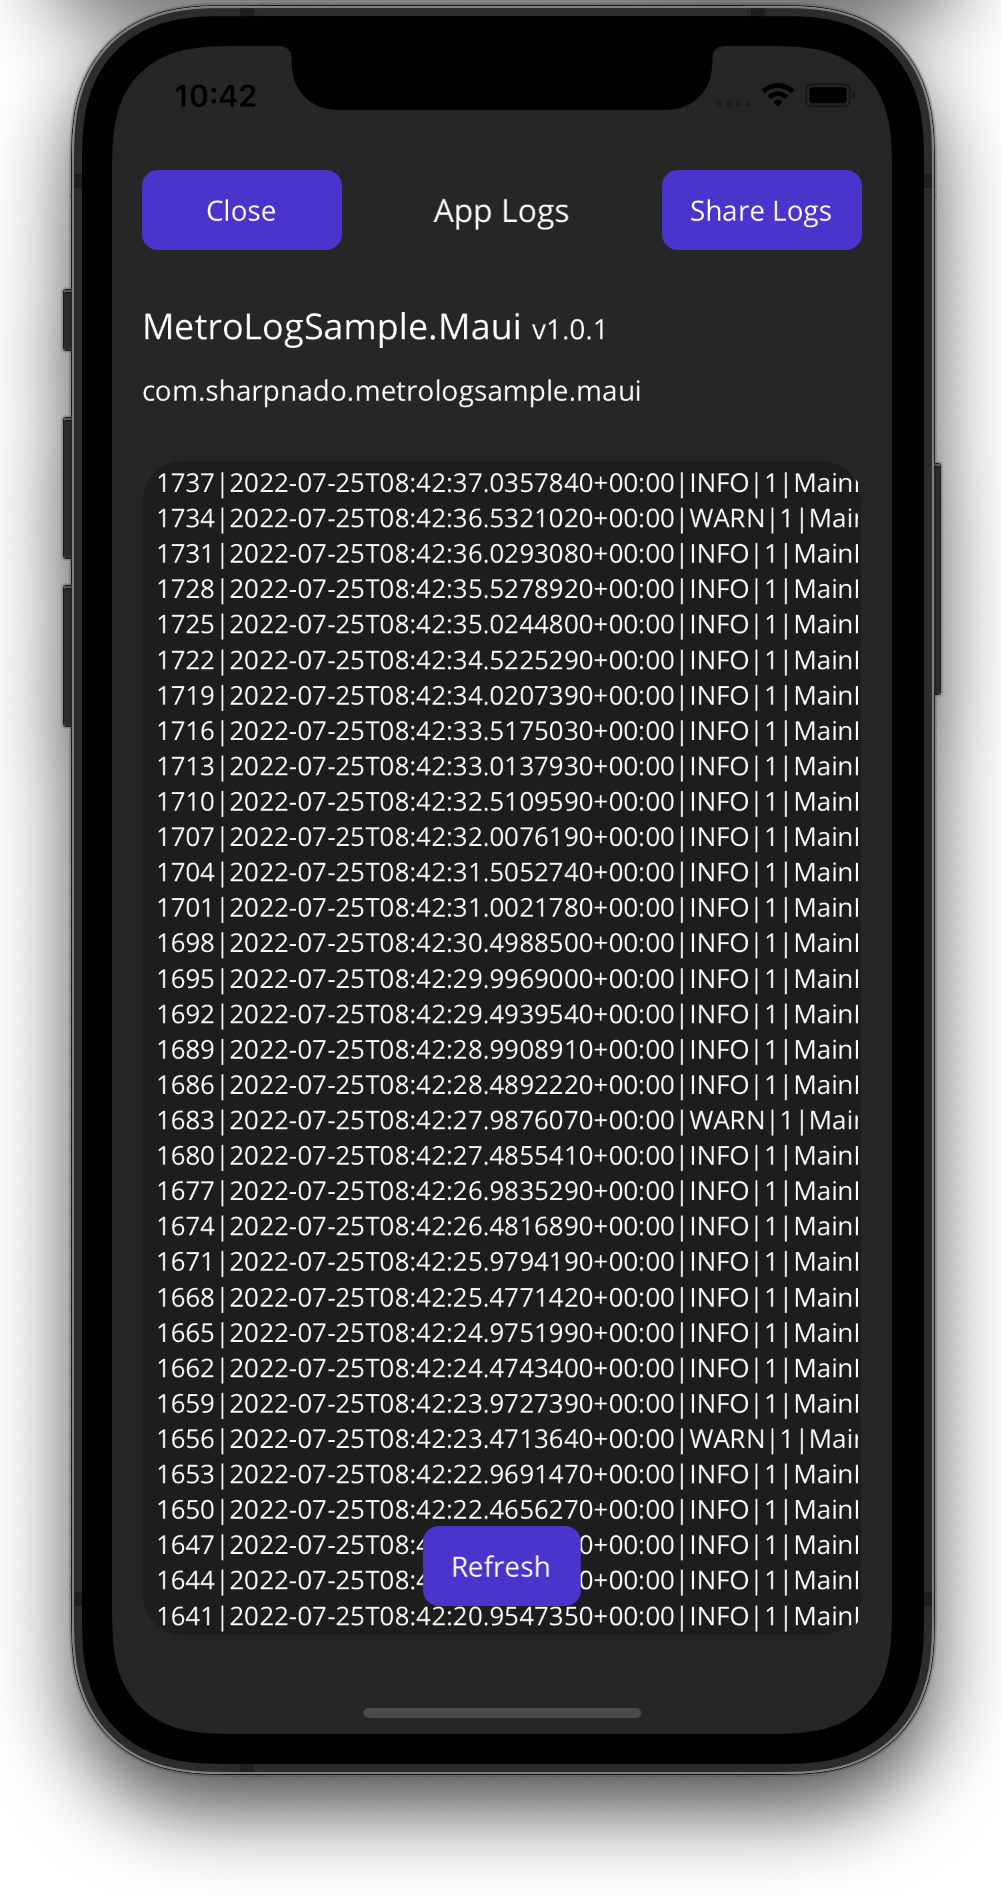 10:42
Close App Logs Share Logs
MetroLogSample.Maui v1.0.1
com.sharpnado.metrologsample.maui
1737|2022-07-25T08:42:37.0357840+00:00|INFO|1|Main
1734|2022-07-25T08:42:36.5321020+00:00|WARN|1|Mai
1731|2022-07-25T08:42:36.0293080+00:00|INFO|1|Main
1728|2022-07-25T08:42:35.5278920+00:00|INFO|1|Main
1725|2022-07-25T08:42:35.0244800+00:00|INFO|1|Main
1722|2022-07-25T08:42:34.5225290+00:00|INFO|1|Main
1719|2022-07-25T08:42:34.0207390+00:00|INFO|1|Main
1716|2022-07-25T08:42:33.5175030+00:00|INFO|1|Main
1713|2022-07-25T08:42:33.0137930+00:00|INFO|1|Main
1710|2022-07-25T08:42:32.5109590+00:00|INFO|1|Main
1707|2022-07-25T08:42:32.0076190+00:00|INFO|1|Main
1704|2022-07-25T08:42:31.5052740+00:00|INFO|1|Main
1701|2022-07-25T08:42:31.0021780+00:00|INFO|1|Main
1698|2022-07-25T08:42:30.4988500+00:00|INFO|1|Main
1695|2022-07-25T08:42:29.9969000+00:00|INFO|1|Main
1692|2022-07-25T08:42:29.4939540+00:00|INFO|1|Main
1689|2022-07-25T08:42:28.9908910+00:00|INFO|1|Main
1686|2022-07-25T08:42:28.4892220+00:00|INFO|1|Main
1683|2022-07-25T08:42:27.9876070+00:00|WARN|1|Mai
1680|2022-07-25T08:42:27.4855410+00:00|INFO|1|Main
1677|2022-07-25T08:42:26.9835290+00:00|INFO|1|Main
1674|2022-07-25T08:42:26.4816890+00:00|INFO|1|Main
1671|2022-07-25T08:42:25.9794190+00:00|INFO|1|Main
1668|2022-07-25T08:42:25.4771420+00:00|INFO|1|Main
1665|2022-07-25T08:42:24.9751990+00:00|INFO|1|Main
1662|2022-07-25T08:42:24.4743400+00:00|INFO|1|Main
1659|2022-07-25T08:42:23.9727390+00:00|INFO|1|Main
1656|2022-07-25T08:42:23.4713640+00:00|WARN|1|Mai
1653|2022-07-25T08:42:22.9691470+00:00|INFO|1|Main
1650|2022-07-25T08:42:22.4656270+00:00|INFO|1|Main
1647|2022-07-25T08:4 0+00:00|INFO|1|Main
Refresh
1644|2022-07-25T08:4 0+00:00|INFO|1|Main
1641|2022-07-25T08:42:20.9547350+00:00|INFO|1|Main